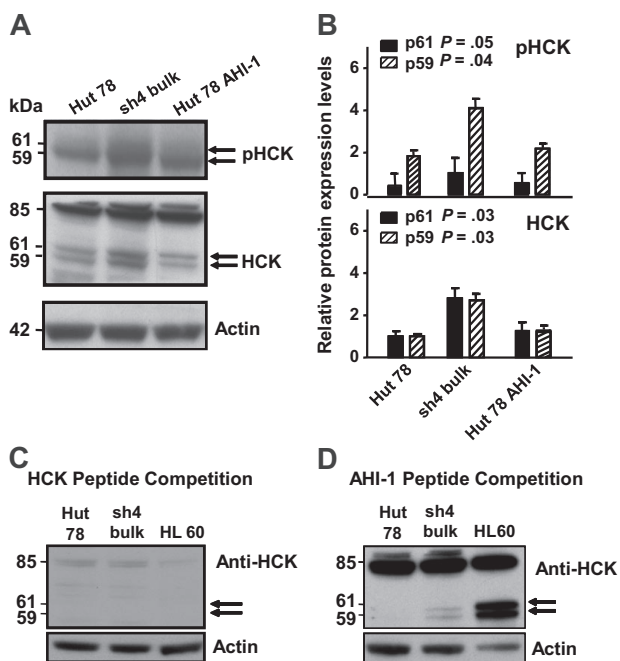 A
Hut 78
sh4 bulk
Hut 78 AHI-1
kDa
61
59
pHCK
85
61
59
HCK
42
Actin
B
Relative protein expression levels
p61 P = .05
p59 P = .04
pHCK
6
4
2
0
p61 P = .03
p59 P = .03
HCK
6
4
2
0
Hut 78
sh4 bulk
Hut 78 AHI-1
C
HCK Peptide Competition
Hut 78
sh4 bulk
HL 60
85
Anti-HCK
61
59
Actin
D
AHI-1 Peptide Competition
Hut 78
sh4 bulk
HL60
85
Anti-HCK
61
59
Actin